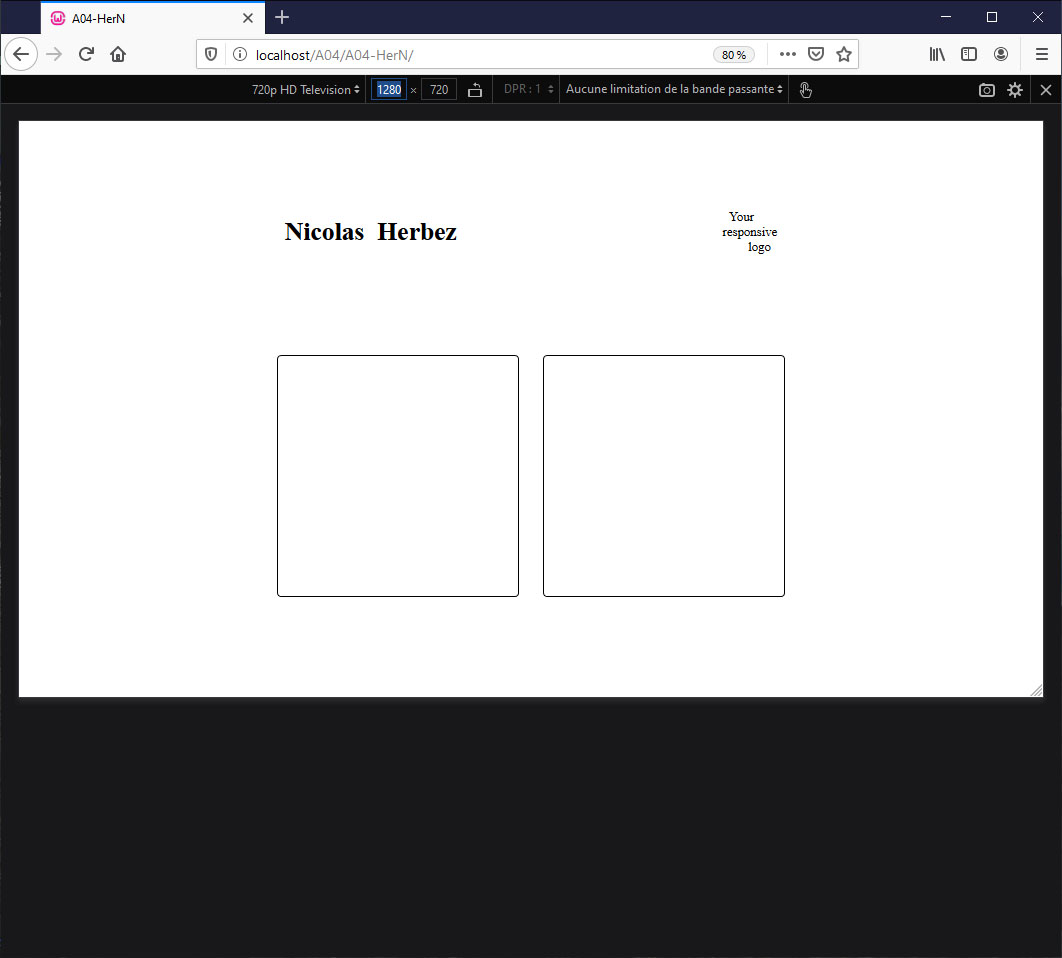 A04-HerN
localhost/A04/A04-HerN/
80 %
720p HD Television
1280 × 720
DPR : 1
Aucune limitation de la bande passante
Nicolas Herbez
Your
responsive
logo